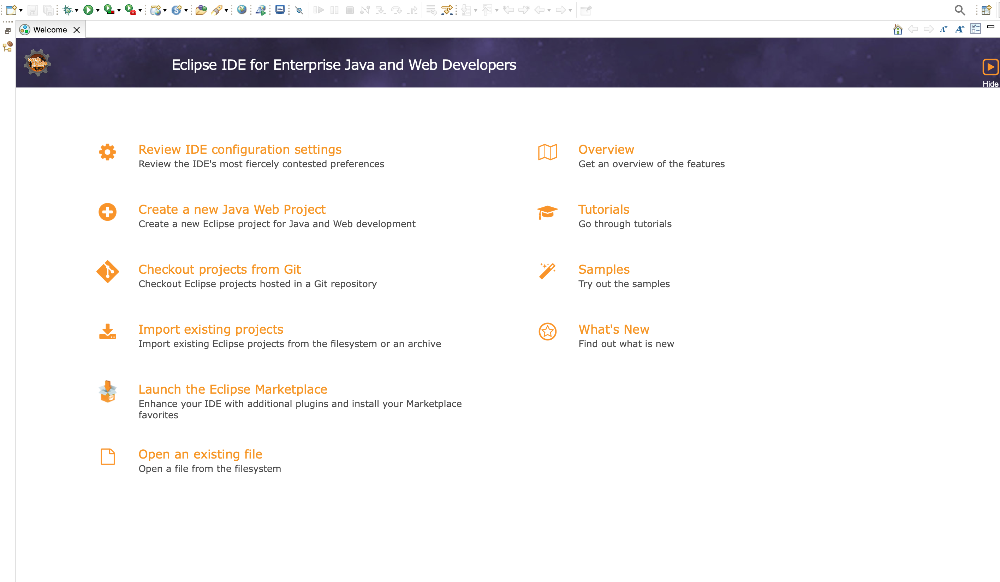 Welcome
web
tools
Eclipse IDE for Enterprise Java and Web Developers
Hide
Review IDE configuration settings
Review the IDE's most fiercely contested preferences
Create a new Java Web Project
Create a new Eclipse project for Java and Web development
Checkout projects from Git
Checkout Eclipse projects hosted in a Git repository
Import existing projects
Import existing Eclipse projects from the filesystem or an archive
Launch the Eclipse Marketplace
Enhance your IDE with additional plugins and install your Marketplace
favorites
Open an existing file
Open a file from the filesystem
Overview
Get an overview of the features
Tutorials
Go through tutorials
Samples
Try out the samples
What's New
Find out what is new